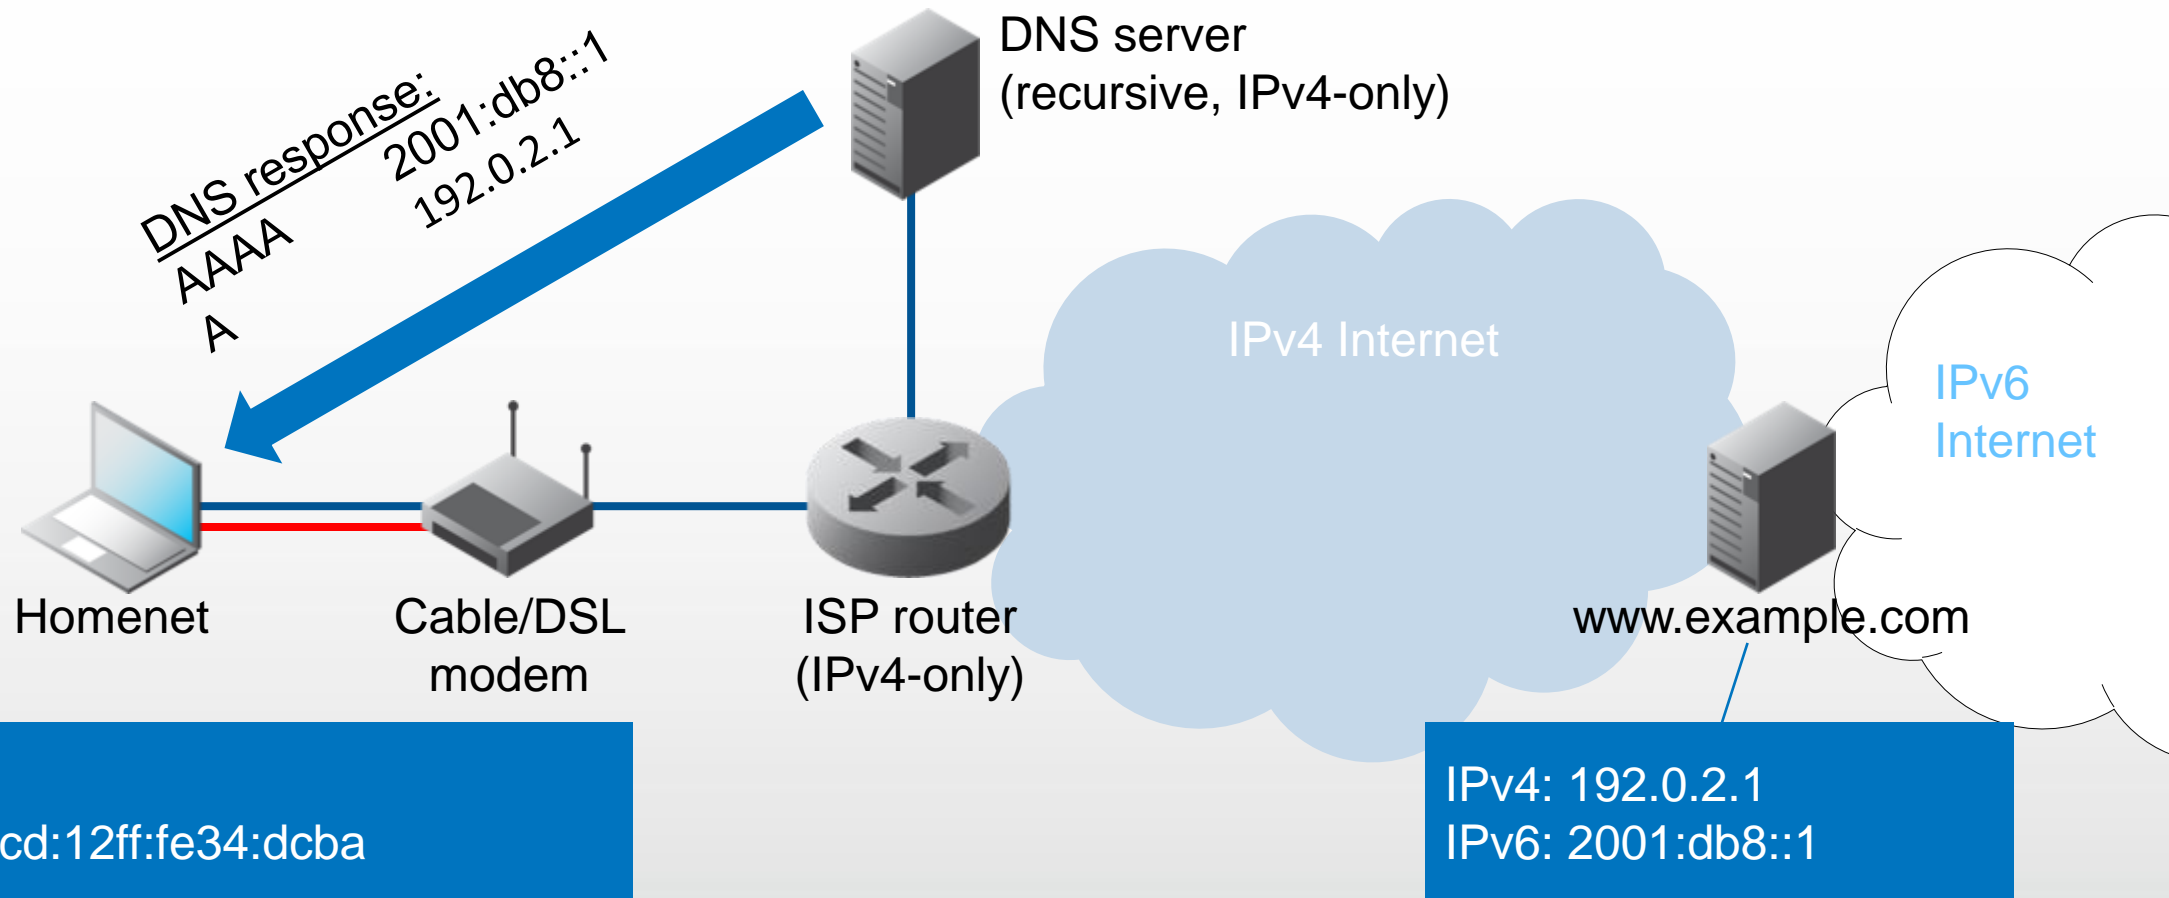 DNS server
(recursive, IPv4-only)
DNS response:
AAAA 2001:db8::1
A 192.0.2.1
IPv4 Internet
IPv6
Internet
Homenet
Cable/DSL
modem
ISP router
(IPv4-only)
www.example.com
cd:12ff:fe34:dcba
IPv4: 192.0.2.1
IPv6: 2001:db8::1